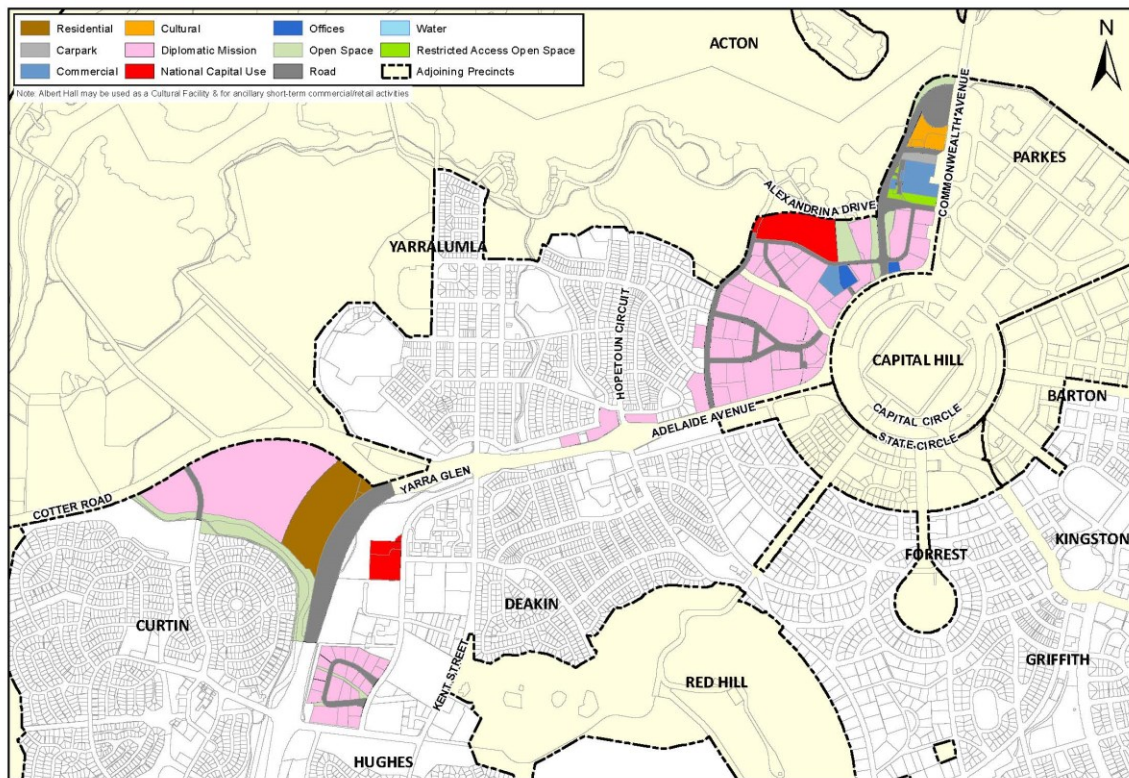 Residential
Cultural
Offices
Water
Carpark
Diplomatic Mission
Open Space
Restricted Access Open Space
Commercial
National Capital Use
Road
Adjoining Precincts
Note: Albert Hall may be used as a Cultural Facility & for ancillary short-term commercial/retail activities
N
ACTON
COMMONWEALTH AVENUE
PARKES
ALEXANDRINA DRIVE
YARRALUMLA
HOPETOUN CIRCUIT
CAPITAL HILL
BARTON
CAPITAL CIRCLE
ADELAIDE AVENUE
STATE CIRCLE
YARRA GLEN
COTTER ROAD
KINGSTON
FORREST
DEAKIN
CURTIN
KENT STREET
GRIFFITH
RED HILL
HUGHES